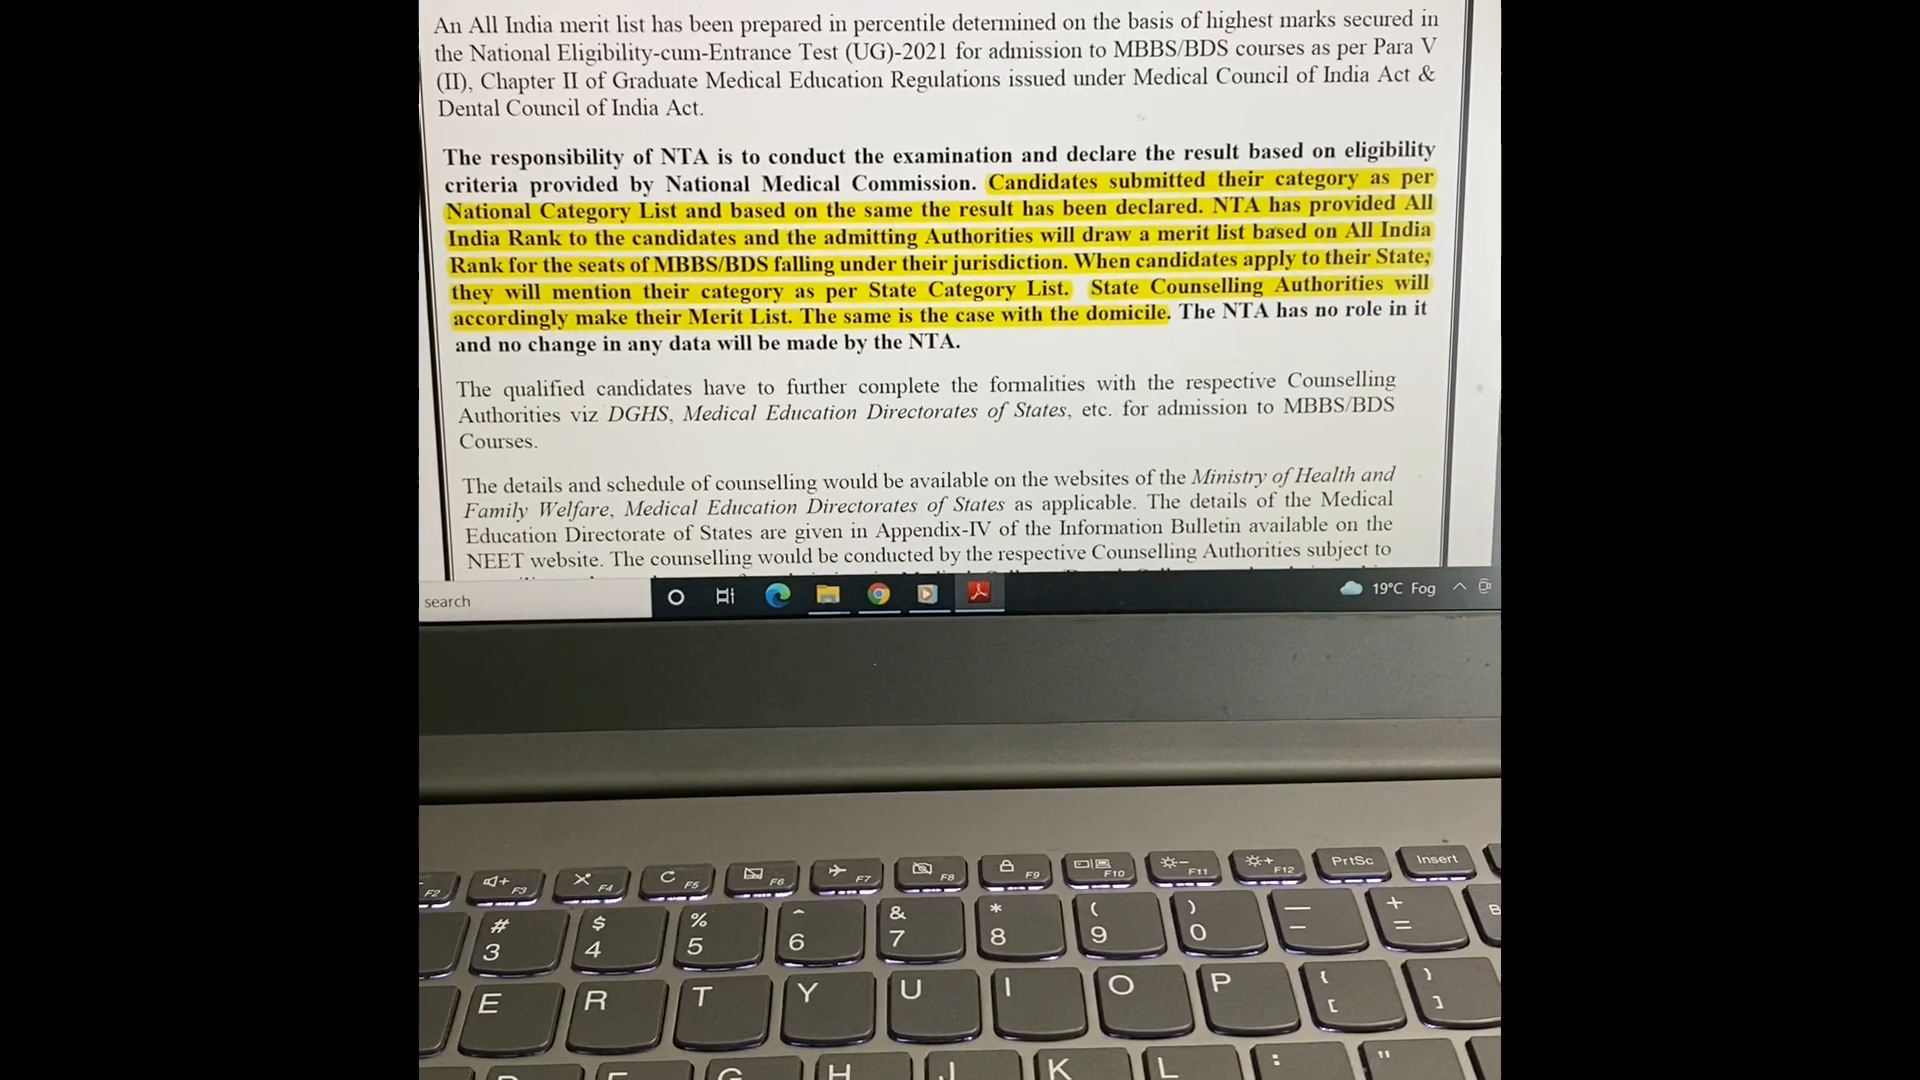 An All India merit list has been prepared in percentile determined on the basis of highest marks secured in
the National Eligibility-cum-Entrance Test (UG)-2021 for admission to MBBS/BDS courses as per Para V
(II), Chapter II of Graduate Medical Education Regulations issued under Medical Council of India Act &
Dental Council of India Act.
The responsibility of NTA is to conduct the examination and declare the result based on eligibility
criteria provided by National Medical Commission. Candidates submitted their category as per
National Category List and based on the same the result has been declared. NTA has provided All
India Rank to the candidates and the admitting Authorities will draw a merit list based on All India
Rank for the seats of MBBS/BDS falling under their jurisdiction. When candidates apply to their State,
they will mention their category as per State Category List. State Counselling Authorities will
accordingly make their Merit List. The same is the case with the domicile. The NTA has no role in it
and no change in any data will be made by the NTA.
The qualified candidates have to further complete the formalities with the respective Counselling
Authorities viz DGHS, Medical Education Directorates of States, etc. for admission to MBBS/BDS
Courses.
The details and schedule of counselling would be available on the websites of the Ministry of Health and
Family Welfare, Medical Education Directorates of States as applicable. The details of the Medical
Education Directorate of States are given in Appendix-IV of the Information Bulletin available on the
NEET website. The counselling would be conducted by the respective Counselling Authorities subject to
search 19°C Fog
F2 F3 F4 F5 F6 F7 F8 F9 F10 F11 F12 PrtSc Insert
# $ % ^ & * ( ) — +
3 4 5 6 7 8 9 0 - =
E R T Y U I O P { [ } ]
G H J K L : "